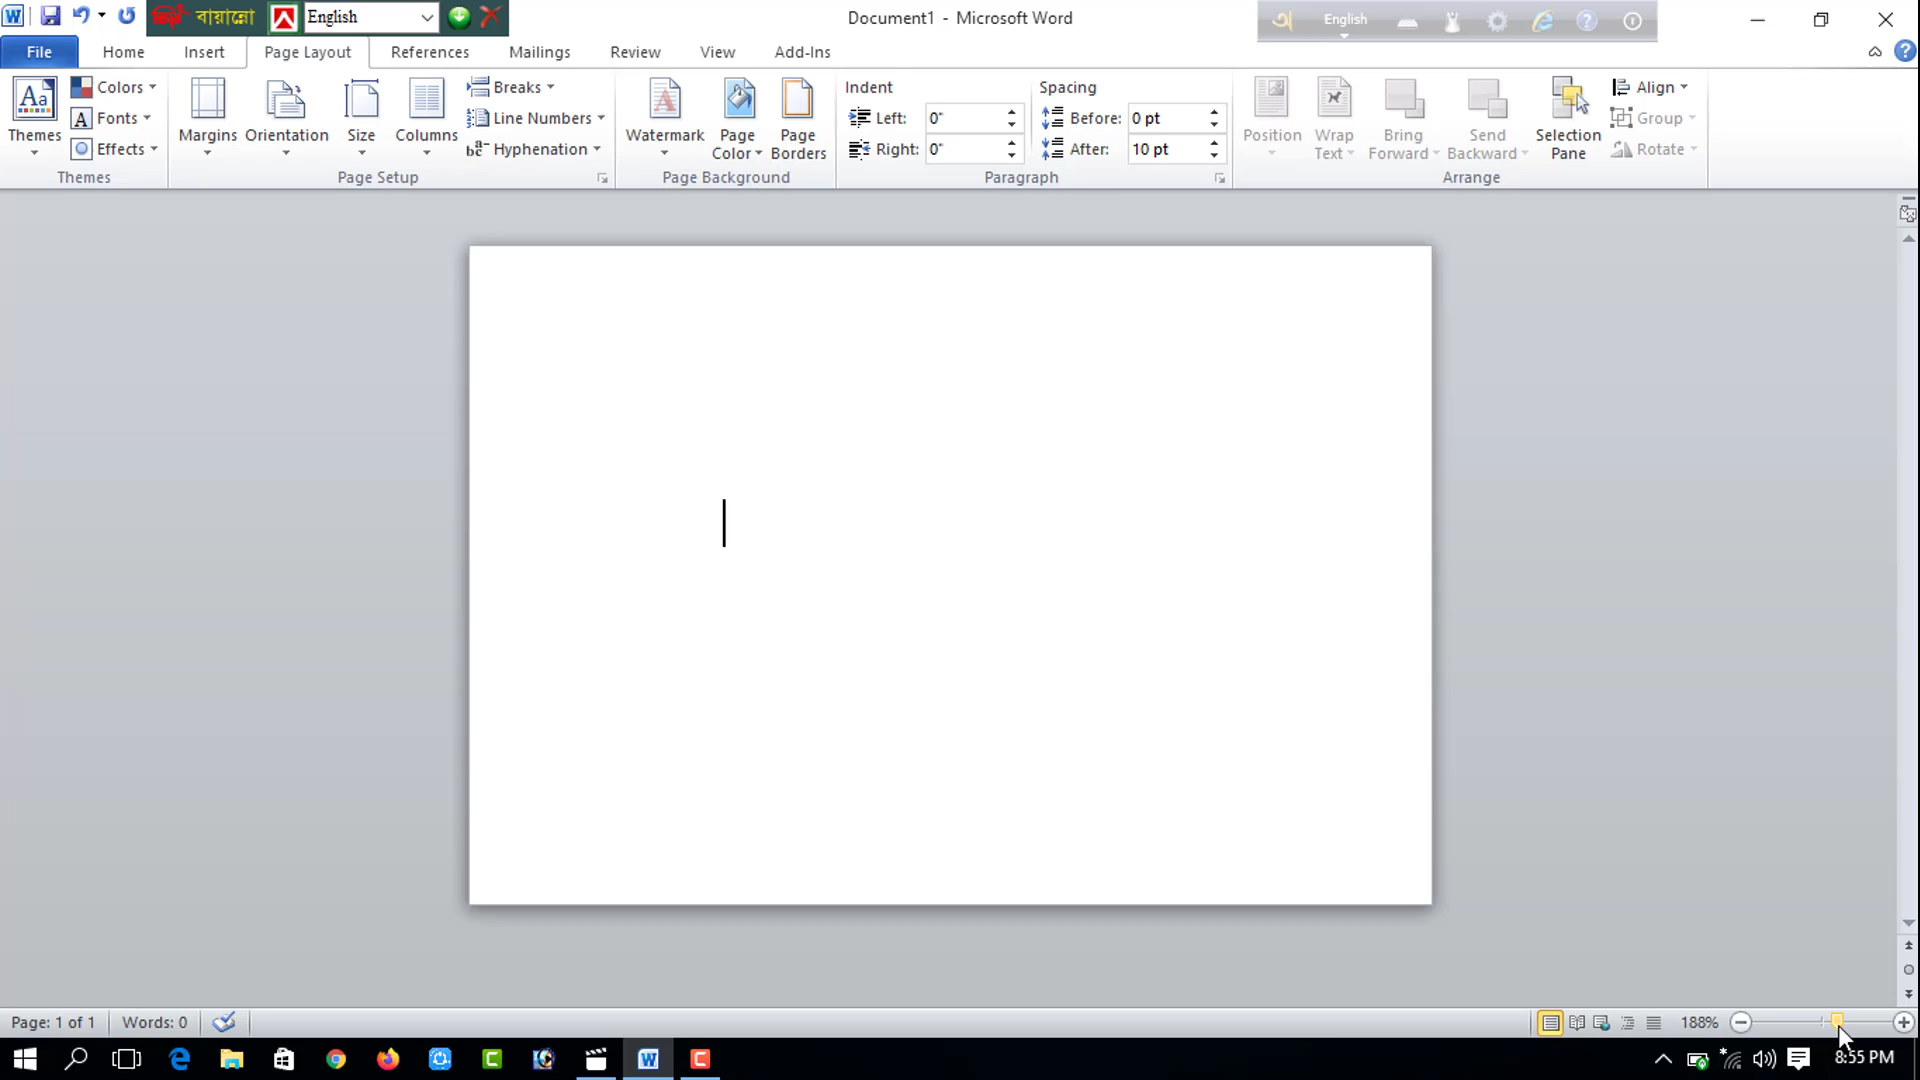 বায়ান্নো English
Document1 - Microsoft Word
অ English
File Home Insert Page Layout References Mailings Review View Add-Ins
Aa Themes
Colors
A Fonts
Effects
Themes
Margins Orientation Size Columns
Breaks
Line Numbers
Hyphenation
Page Setup
Watermark Page Color Page Borders
Page Background
Indent
Left: 0"
Right: 0"
Spacing
Before: 0 pt
After: 10 pt
Paragraph
Position Wrap Text Bring Forward Send Backward Selection Pane
Align
Group
Rotate
Arrange
Page: 1 of 1 Words: 0
188%
8:55 PM